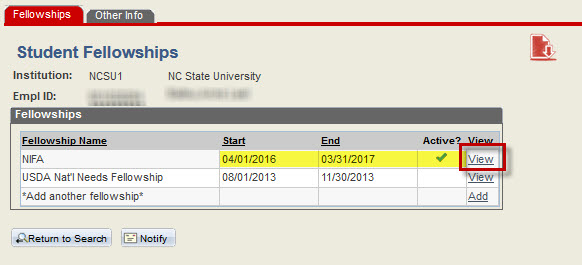 Fellowships Other Info
Student Fellowships
Institution: NCSU1 NC State University
Empl ID:
Fellowships
Fellowship Name Start End Active? View
NIFA 04/01/2016 03/31/2017 View
USDA Nat'l Needs Fellowship 08/01/2013 11/30/2013 View
*Add another fellowship* Add
Return to Search Notify